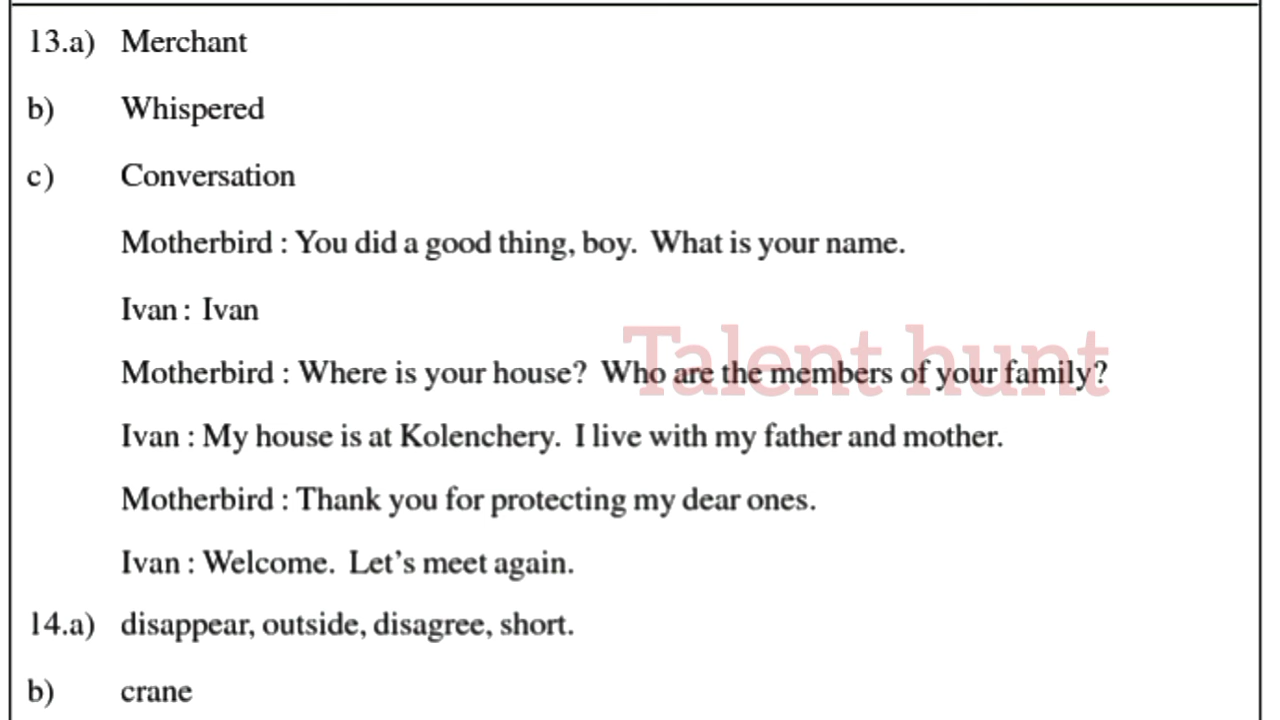 13.a) Merchant
b) Whispered
c) Conversation
Motherbird : You did a good thing, boy. What is your name.
Ivan : Ivan
Talent hunt
Motherbird : Where is your house? Who are the members of your family?
Ivan : My house is at Kolenchery. I live with my father and mother.
Motherbird : Thank you for protecting my dear ones.
Ivan : Welcome. Let's meet again.
14.a) disappear, outside, disagree, short.
b) crane